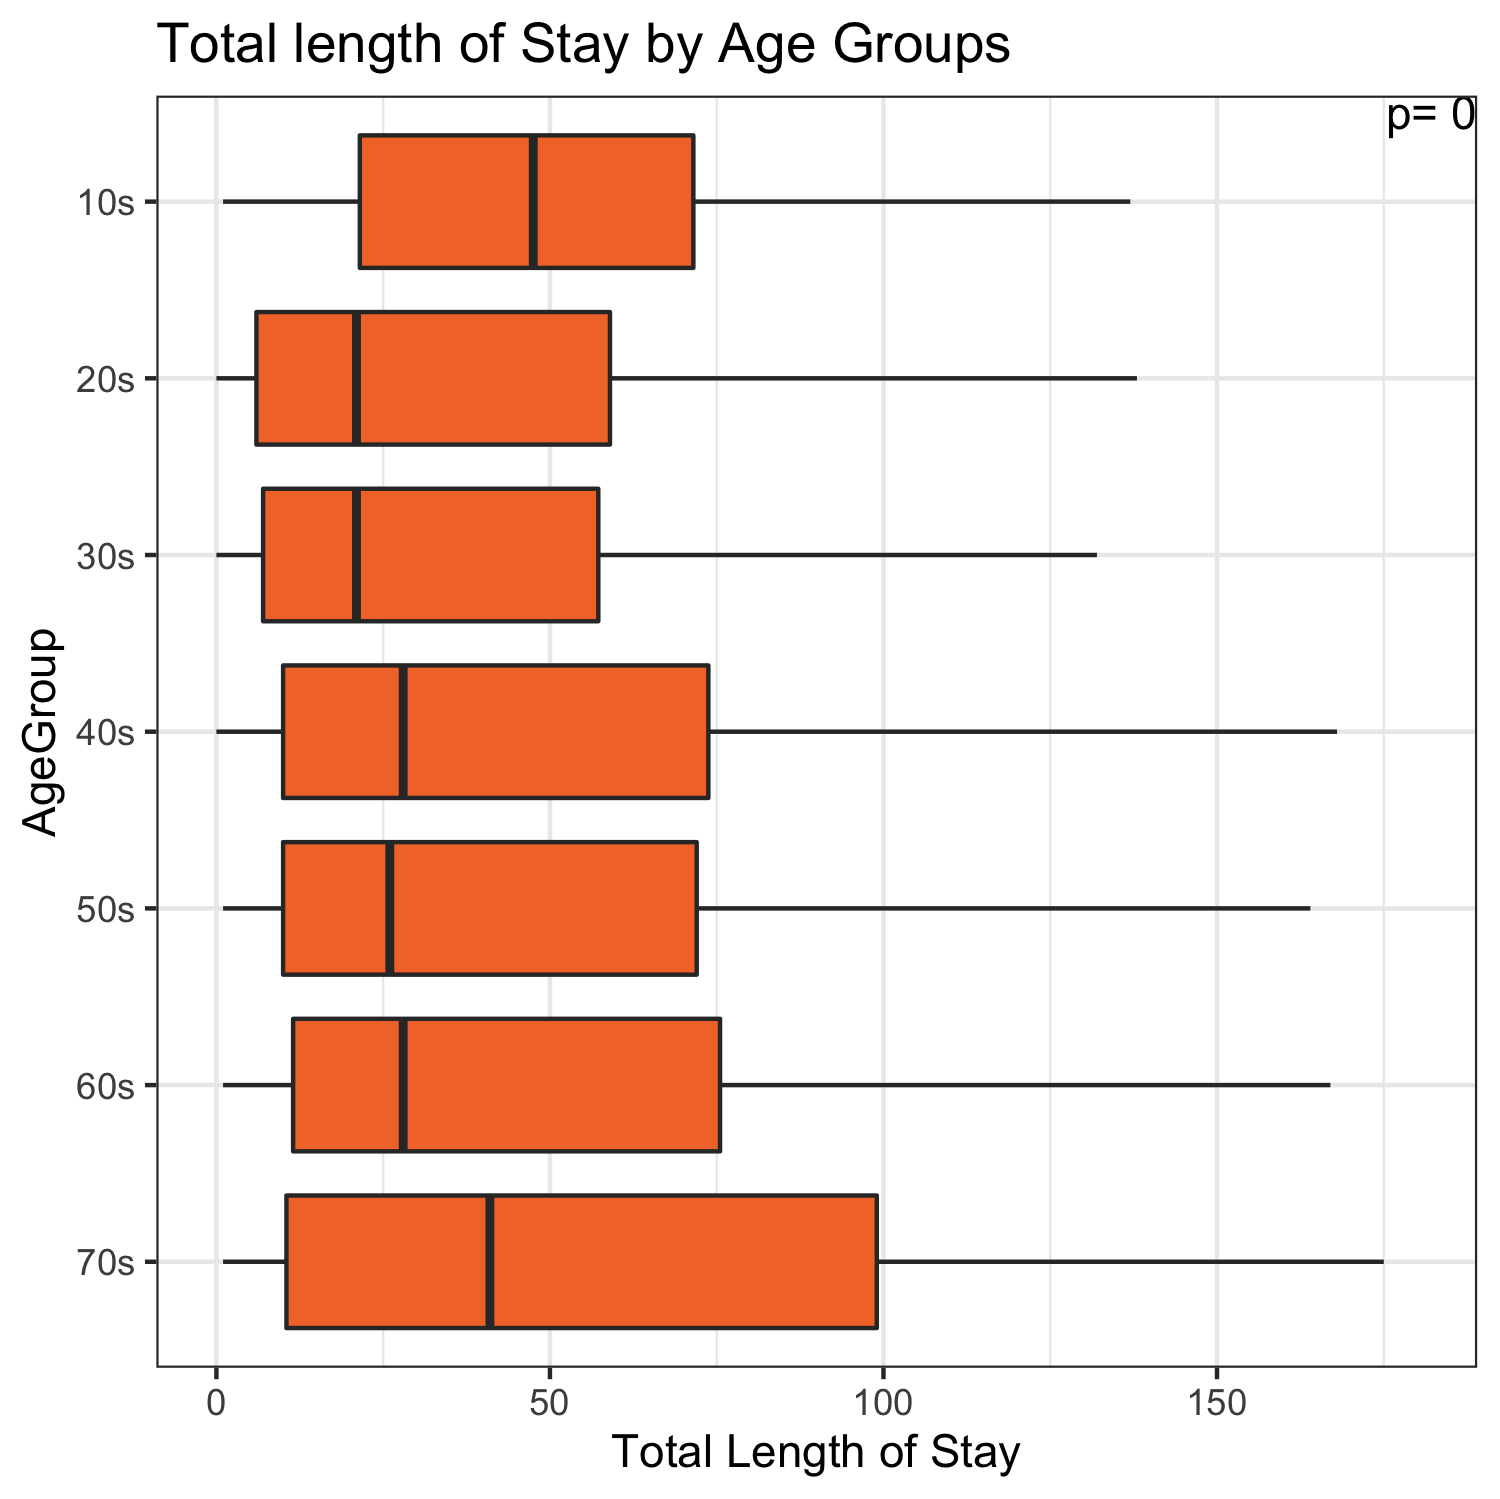 Total length of Stay by Age Groups
p= 0
10s
20s
30s
40s
50s
60s
70s
AgeGroup
0 50 100 150
Total Length of Stay